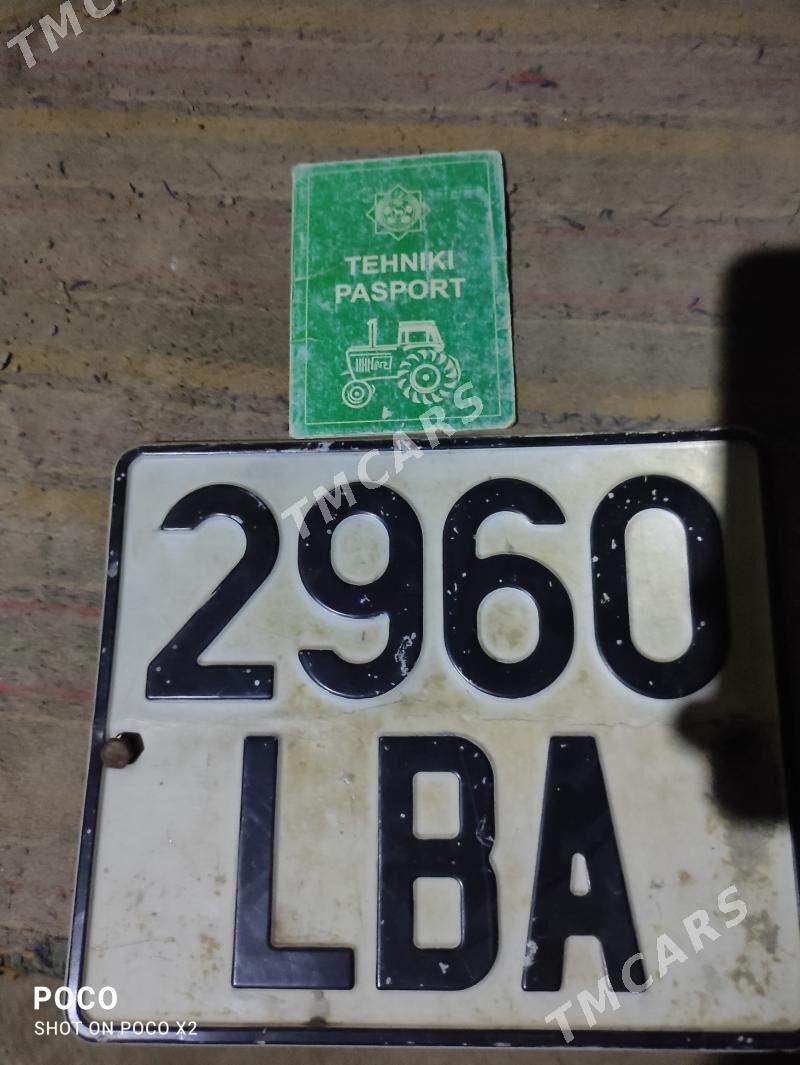 TMCARS
TEHNIKI
PASPORT
TMCARS
2960
LBA
TMCARS
POCO
SHOT ON POCO X2